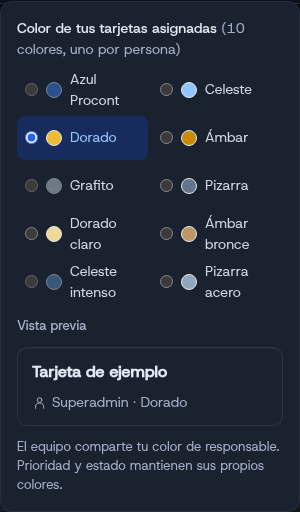 Color de tus tarjetas asignadas (10
colores, uno por persona)
Azul
Procont
Celeste
Dorado
Ámbar
Grafito
Pizarra
Dorado
claro
Ámbar
bronce
Celeste
intenso
Pizarra
acero
Vista previa
Tarjeta de ejemplo
Superadmin · Dorado
El equipo comparte tu color de responsable.
Prioridad y estado mantienen sus propios
colores.